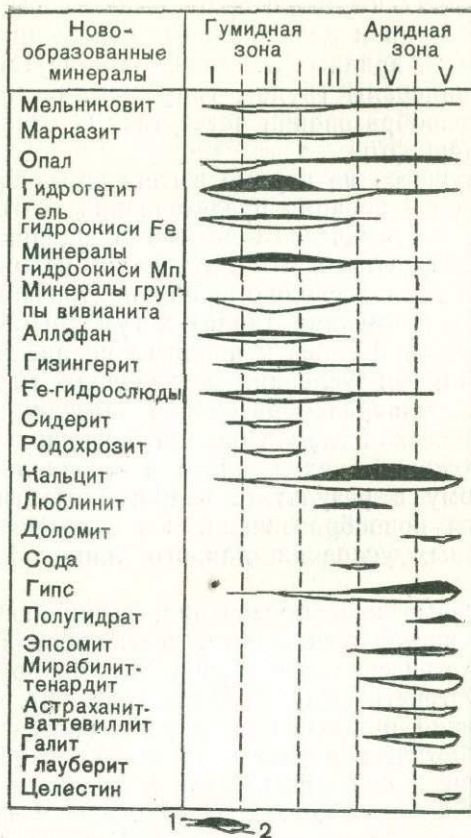 Ново-
образованные
минералы
Гумидная
зона
Аридная
зона
I II III IV V
Мельниковит
Марказит
Опал
Гидрогетит
Гель
гидроокиси Fe
Минералы
гидроокиси Мп
Минералы груп-
пы вивианита
Аллофан
Гизингерит
Fe-гидрослюды
Сидерит
Родохрозит
Кальцит
Люблинит
Доломит
Сода
Гипс
Полугидрат
Эпсомит
Мирабилит-
тенардит
Астраханит-
ваттевиллит
Галит
Глауберит
Целестин
1 2